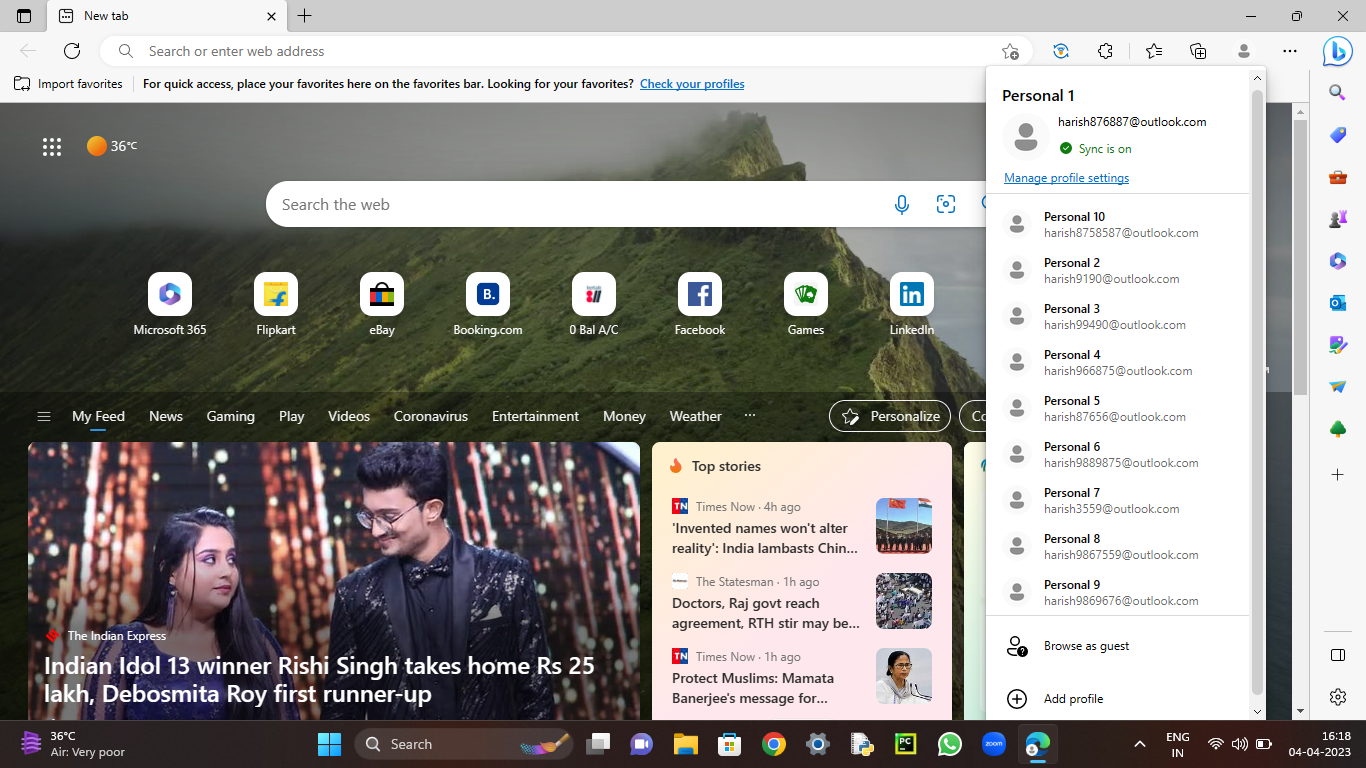 New tab
Search or enter web address
Import favorites
For quick access, place your favorites here on the favorites bar. Looking for your favorites? Check your profiles
36°C
Search the web
Microsoft 365
Flipkart
eBay
B.
Booking.com
0 Bal A/C
Facebook
Games
in
LinkedIn
My Feed
News
Gaming
Play
Videos
Coronavirus
Entertainment
Money
Weather
Personalize
The Indian Express
Indian Idol 13 winner Rishi Singh takes home Rs 25
lakh, Debosmita Roy first runner-up
Top stories
TN Times Now · 4h ago
'Invented names won't alter
reality': India lambasts Chin...
The Statesman · 1h ago
Doctors, Raj govt reach
agreement, RTH stir may be...
TN Times Now · 1h ago
Protect Muslims: Mamata
Banerjee's message for...
Personal 1
harish876887@outlook.com
Sync is on
Manage profile settings
Personal 10
harish8758587@outlook.com
Personal 2
harish9190@outlook.com
Personal 3
harish99490@outlook.com
Personal 4
harish966875@outlook.com
Personal 5
harish87656@outlook.com
Personal 6
harish9889875@outlook.com
Personal 7
harish3559@outlook.com
Personal 8
harish9867559@outlook.com
Personal 9
harish9869676@outlook.com
Browse as guest
Add profile
36°C
Air: Very poor
Search
PC
zoom
ENG
IN
16:18
04-04-2023